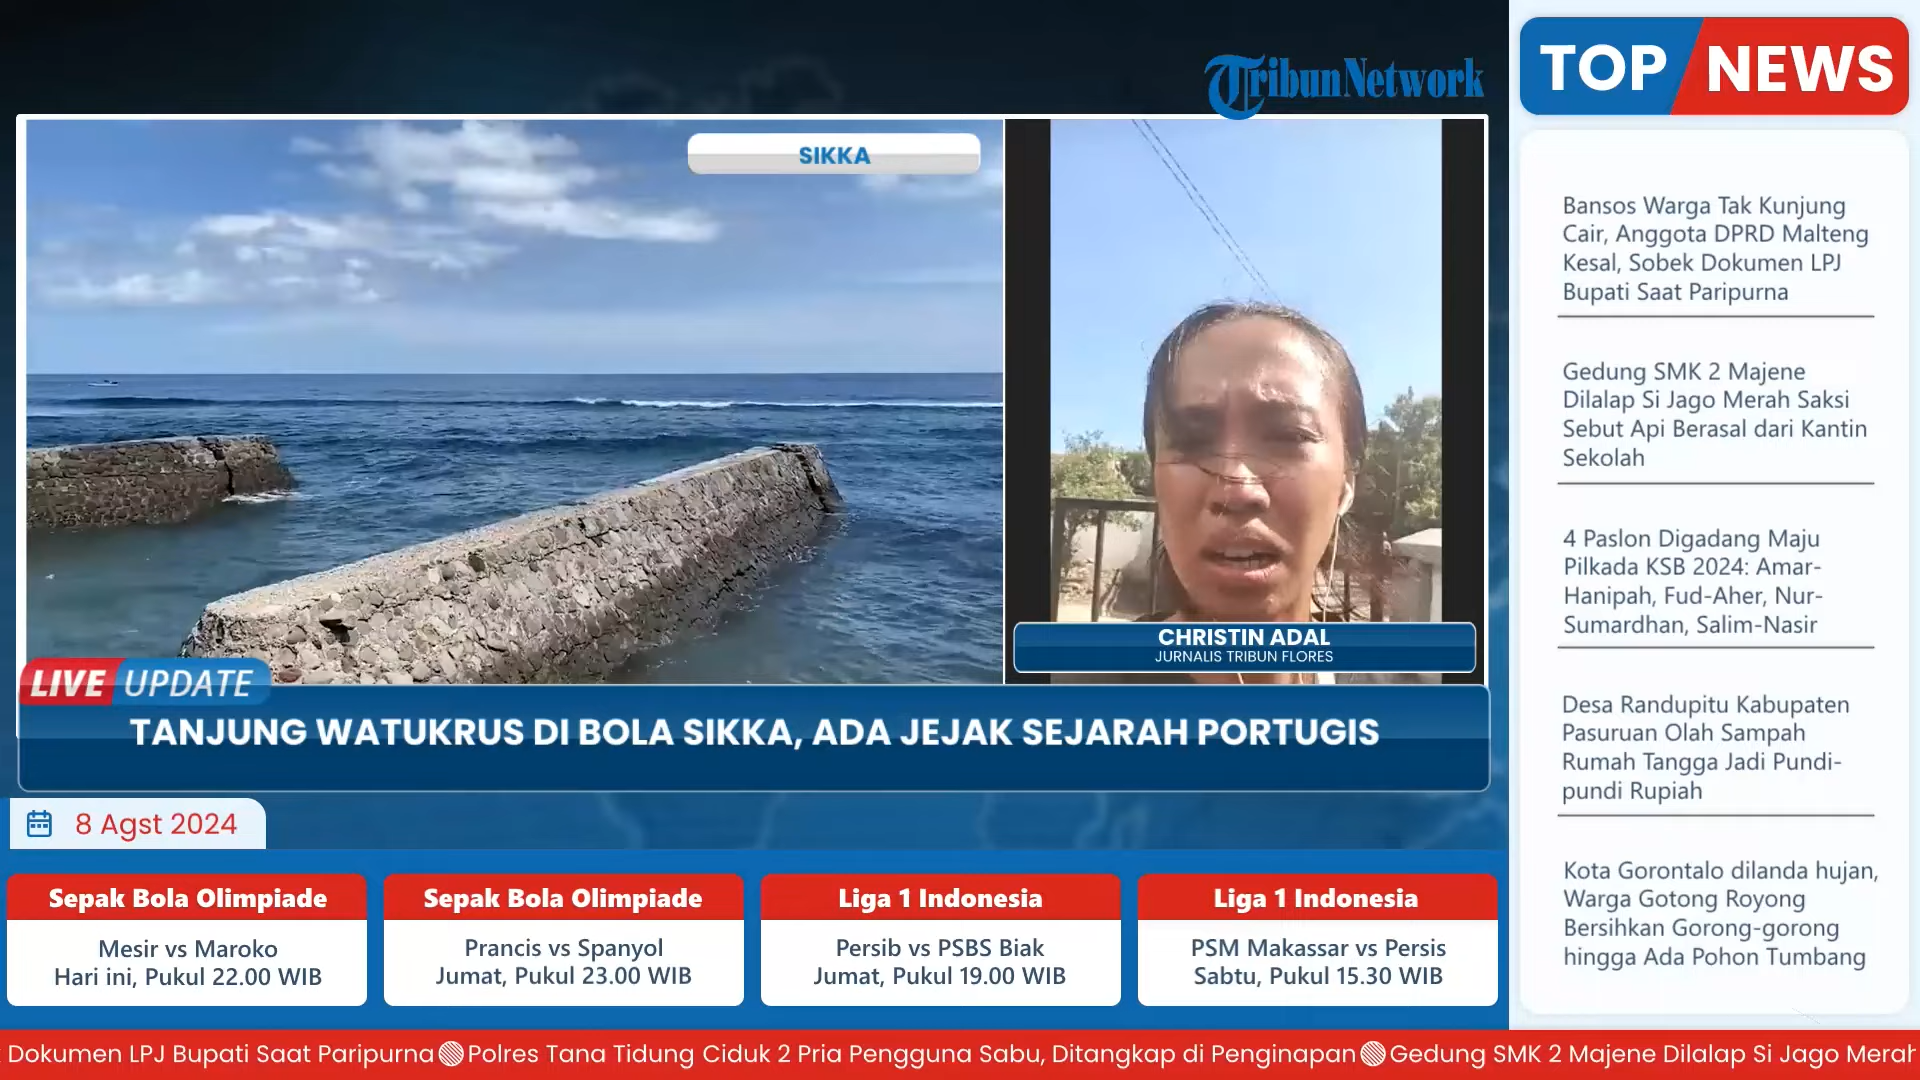 TribunNetwork
SIKKA
CHRISTIN ADAL
JURNALIS TRIBUN FLORES
LIVE UPDATE
TANJUNG WATUKRUS DI BOLA SIKKA, ADA JEJAK SEJARAH PORTUGIS
8 Agst 2024
Sepak Bola Olimpiade
Mesir vs Maroko
Hari ini, Pukul 22.00 WIB
Sepak Bola Olimpiade
Prancis vs Spanyol
Jumat, Pukul 23.00 WIB
Liga 1 Indonesia
Persib vs PSBS Biak
Jumat, Pukul 19.00 WIB
Liga 1 Indonesia
PSM Makassar vs Persis
Sabtu, Pukul 15.30 WIB
TOP NEWS
Bansos Warga Tak Kunjung
Cair, Anggota DPRD Malteng
Kesal, Sobek Dokumen LPJ
Bupati Saat Paripurna
Gedung SMK 2 Majene
Dilalap Si Jago Merah Saksi
Sebut Api Berasal dari Kantin
Sekolah
4 Paslon Digadang Maju
Pilkada KSB 2024: Amar-
Hanipah, Fud-Aher, Nur-
Sumardhan, Salim-Nasir
Desa Randupitu Kabupaten
Pasuruan Olah Sampah
Rumah Tangga Jadi Pundi-
pundi Rupiah
Kota Gorontalo dilanda hujan,
Warga Gotong Royong
Bersihkan Gorong-gorong
hingga Ada Pohon Tumbang
Dokumen LPJ Bupati Saat Paripurna Polres Tana Tidung Ciduk 2 Pria Pengguna Sabu, Ditangkap di Penginapan Gedung SMK 2 Majene Dilalap Si Jago Merah